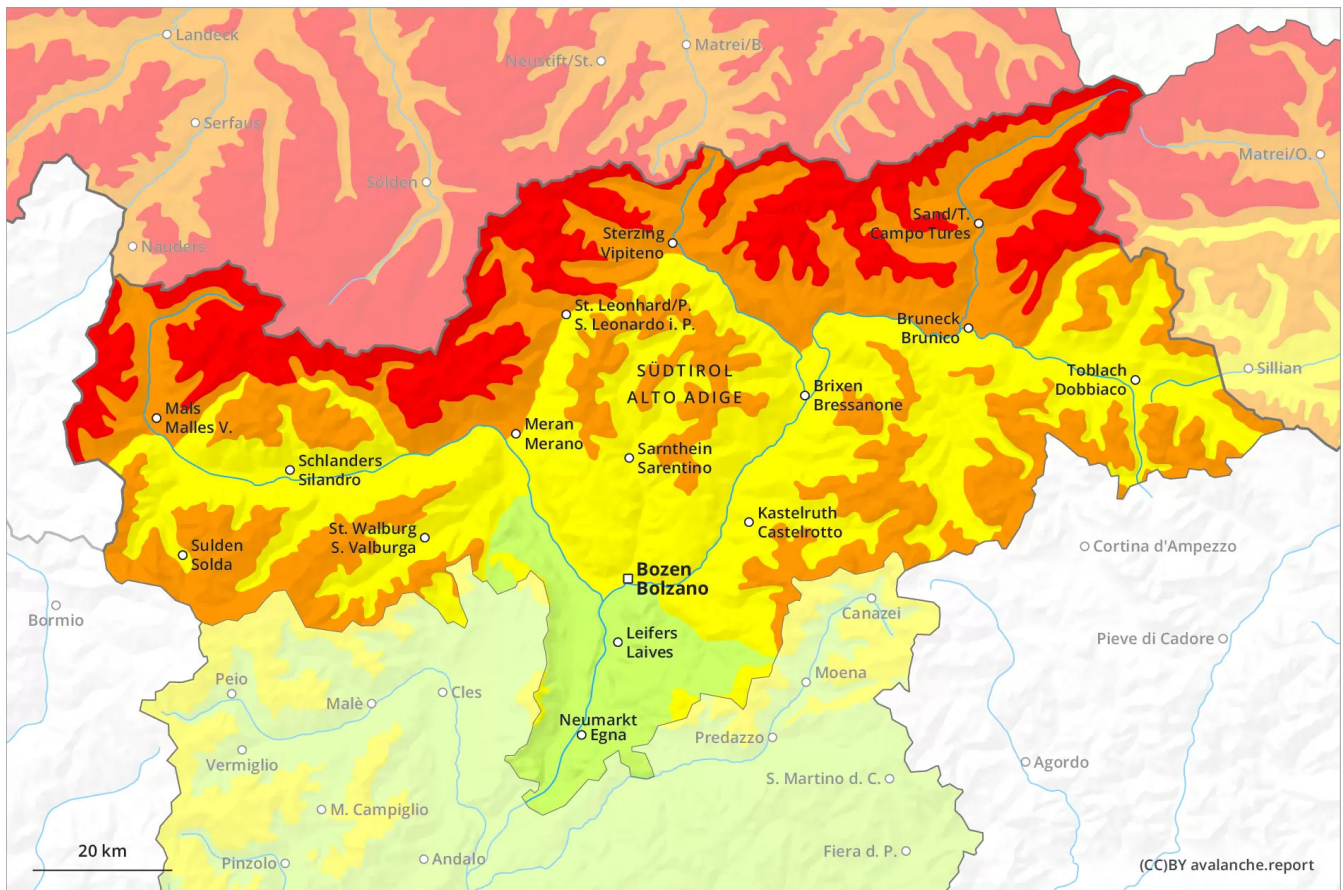 Landeck
Matrei/B.
Neustift/St.
Serfaus
Matrei/O.
Sölden
Sand/T.
Campo Tures
Sterzing
Vipiteno
Nauders
St. Leonhard/P.
S. Leonardo i. P.
Bruneck
Brunico
SÜDTIROL
ALTO ADIGE
Toblach
Dobbiaco
Sillian
Brixen
Bressanone
Mals
Malles V.
Meran
Merano
Sarnthein
Sarentino
Schlanders
Silandro
Kastelruth
Castelrotto
St. Walburg
S. Valburga
Sulden
Solda
Cortina d'Ampezzo
Bozen
Bolzano
Bormio
Canazei
Leifers
Laives
Pieve di Cadore
Moena
Peio
Malè
Cles
Neumarkt
Egna
Predazzo
Vermiglio
Agordo
S. Martino d. C.
M. Campiglio
20 km
Pinzolo
Andalo
Fiera d. P.
(CC)BY avalanche.report